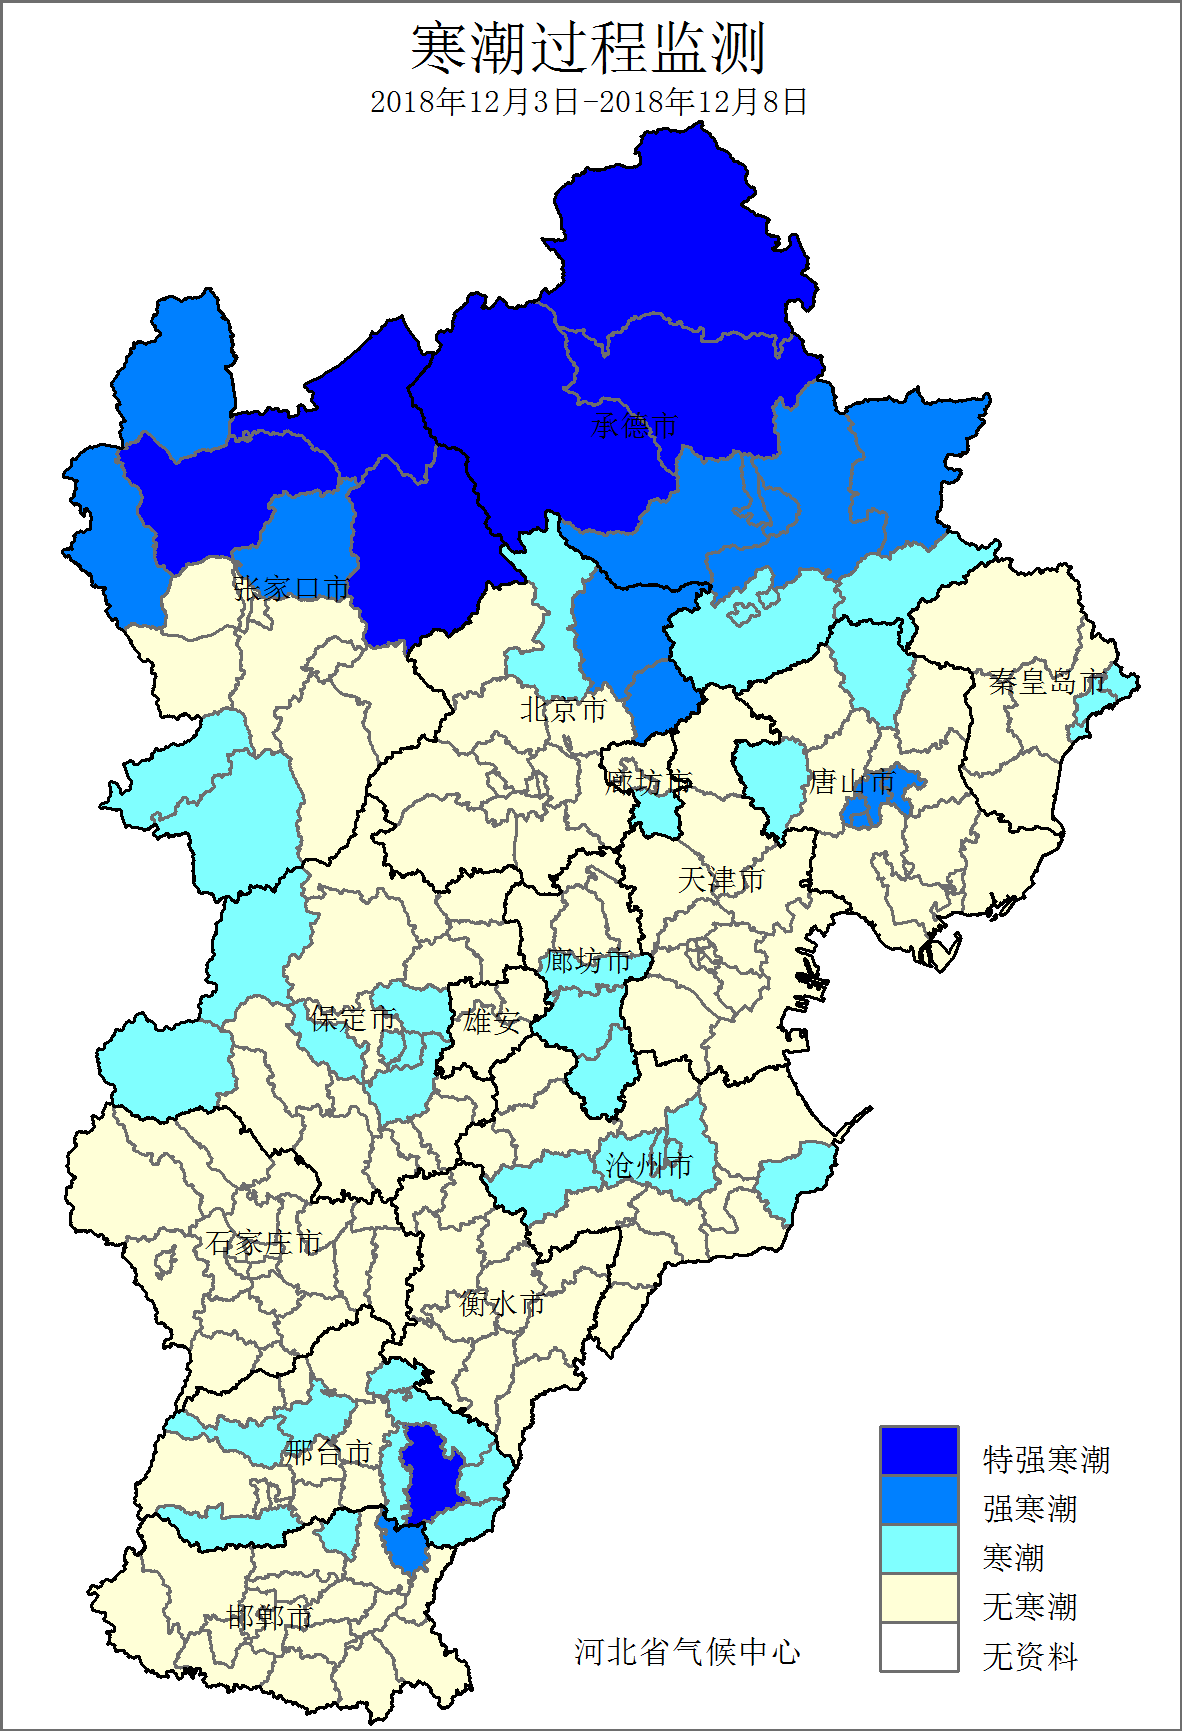 寒潮过程监测
2018年12月3日-2018年12月8日
承德市
张家口市
秦皇岛市
北京市
廊坊市
唐山市
天津市
廊坊市
保定市
雄安
沧州市
石家庄市
衡水市
邢台市
邯郸市
特强寒潮
强寒潮
寒潮
无寒潮
无资料
河北省气候中心